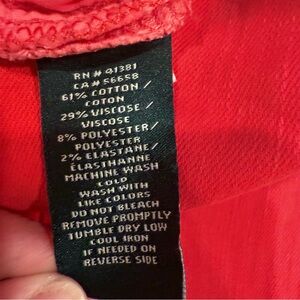 RN # 41381
CA # 56658
61% COTTON /
COTON
29% VISCOSE /
VISCOSE
8% POLYESTER /
POLYESTER
2% ELASTANE /
ÉLASTHANNE
MACHINE WASH
COLD
WASH WITH
LIKE COLORS
DO NOT BLEACH
REMOVE PROMPTLY
TUMBLE DRY LOW
COOL IRON
IF NEEDED ON
REVERSE SIDE